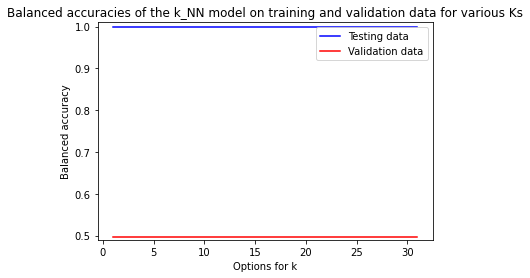 Balanced accuracies of the k_NN model on training and validation data for various Ks
1.0
0.9
0.8
0.7
0.6
0.5
Balanced accuracy
Testing data
Validation data
0 5 10 15 20 25 30
Options for k